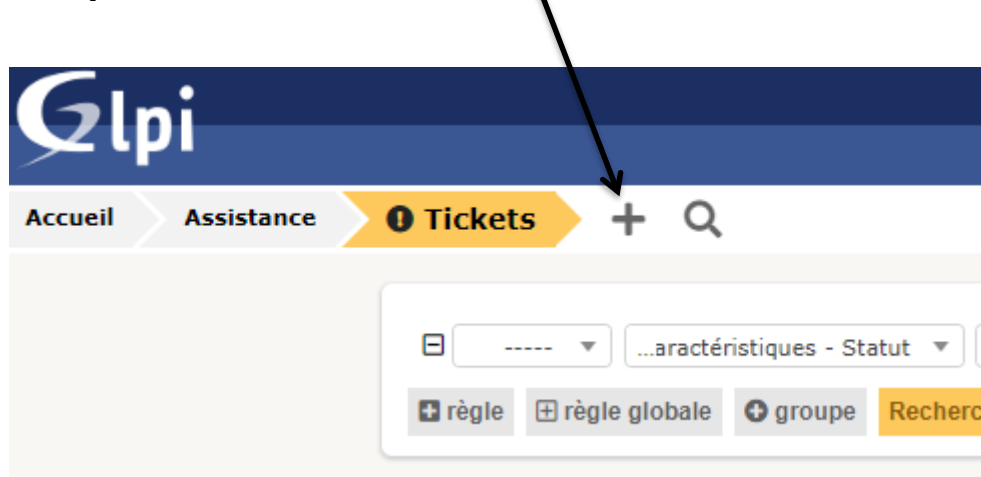 Glpi
Accueil Assistance Tickets
----- ...aractéristiques - Statut
règle règle globale groupe Recherc